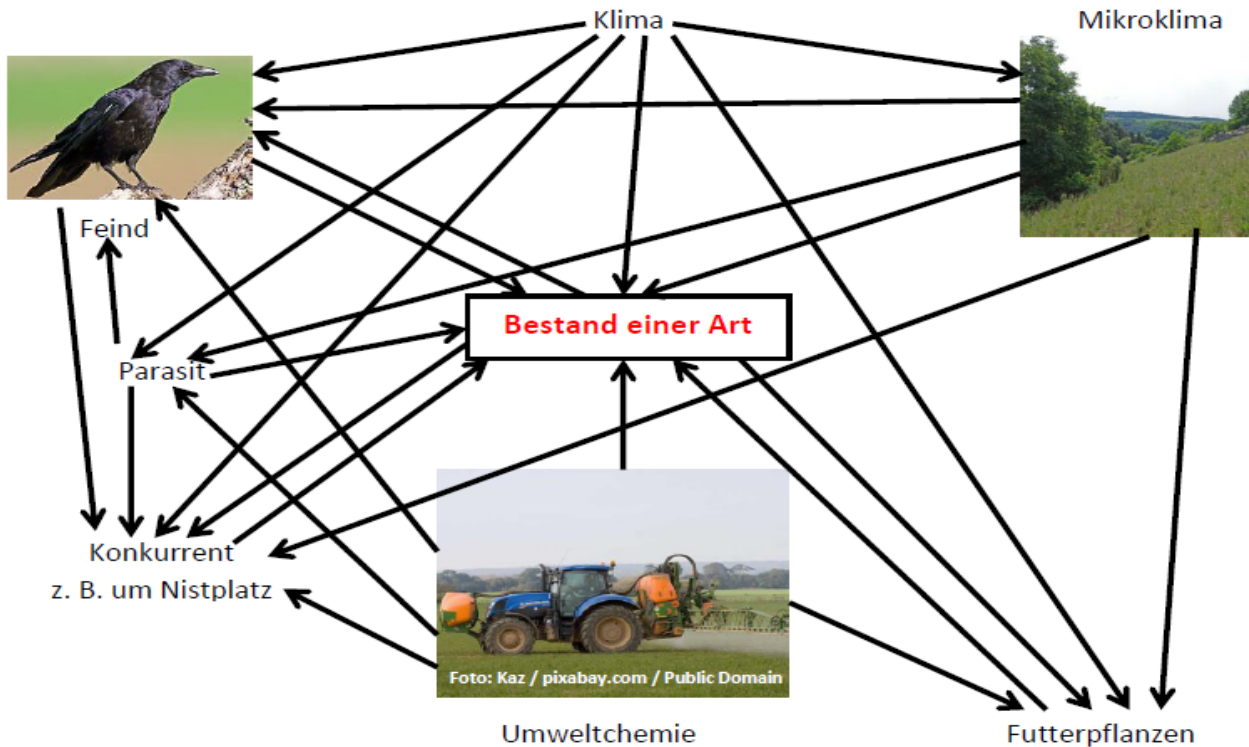 Klima
Mikroklima
Feind
Bestand einer Art
Parasit
Konkurrent
z. B. um Nistplatz
Foto: Kaz / pixabay.com / Public Domain
Umweltchemie
Futterpflanzen